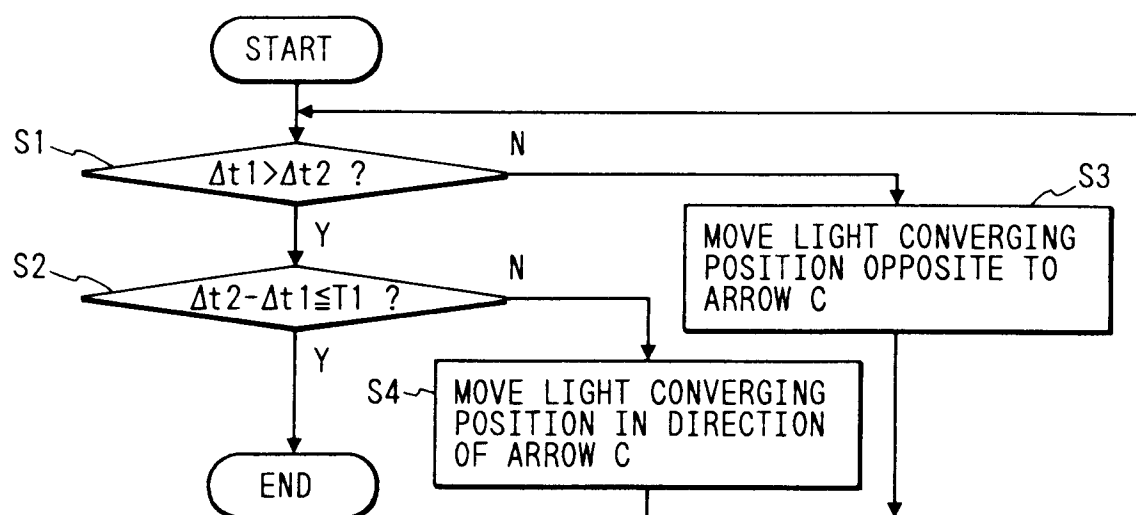 START
S1
Δt1>Δt2 ?
N
Y
S3
MOVE LIGHT CONVERGING
POSITION OPPOSITE TO
ARROW C
S2
Δt2-Δt1≦T1 ?
N
Y
S4
MOVE LIGHT CONVERGING
POSITION IN DIRECTION
OF ARROW C
END